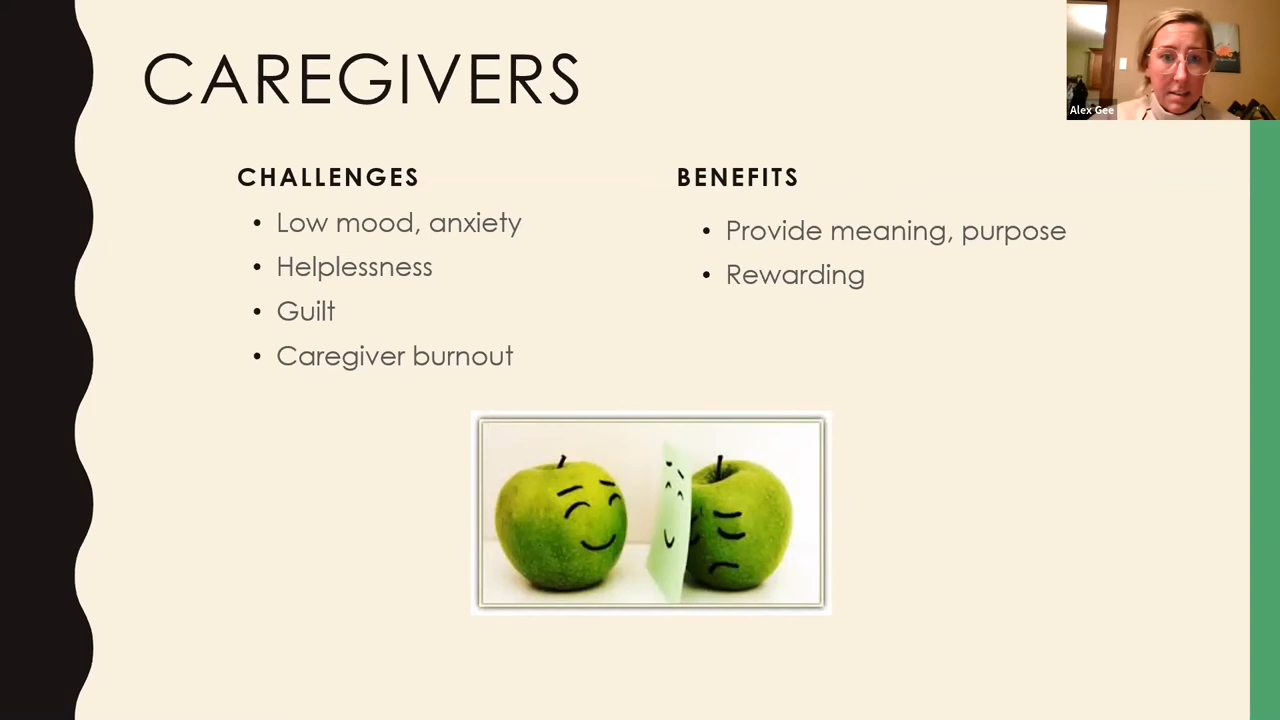 CAREGIVERS
Alex Gee
CHALLENGES
• Low mood, anxiety
• Helplessness
• Guilt
• Caregiver burnout
BENEFITS
• Provide meaning, purpose
• Rewarding